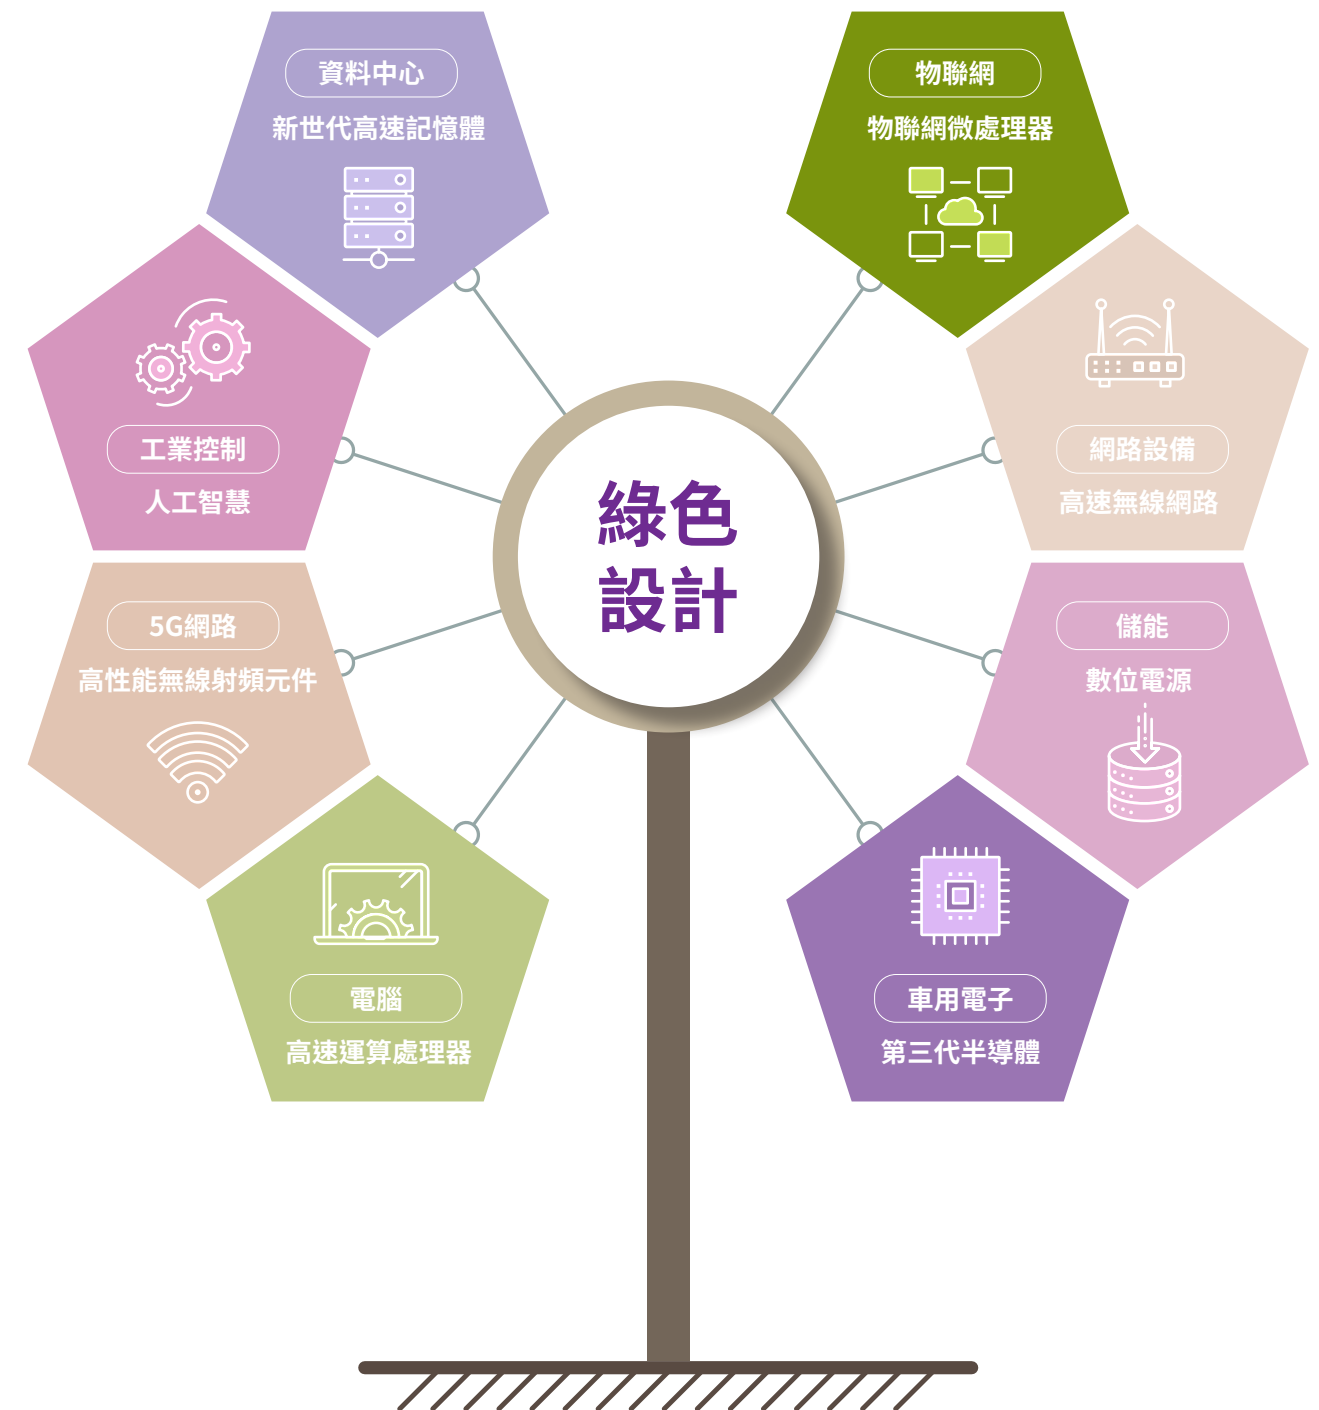 資料中心
新世代高速記憶體
物聯網
物聯網微處理器
工業控制
人工智慧
網路設備
高速無線網路
綠色
設計
5G網路
高性能無線射頻元件
儲能
數位電源
電腦
高速運算處理器
車用電子
第三代半導體